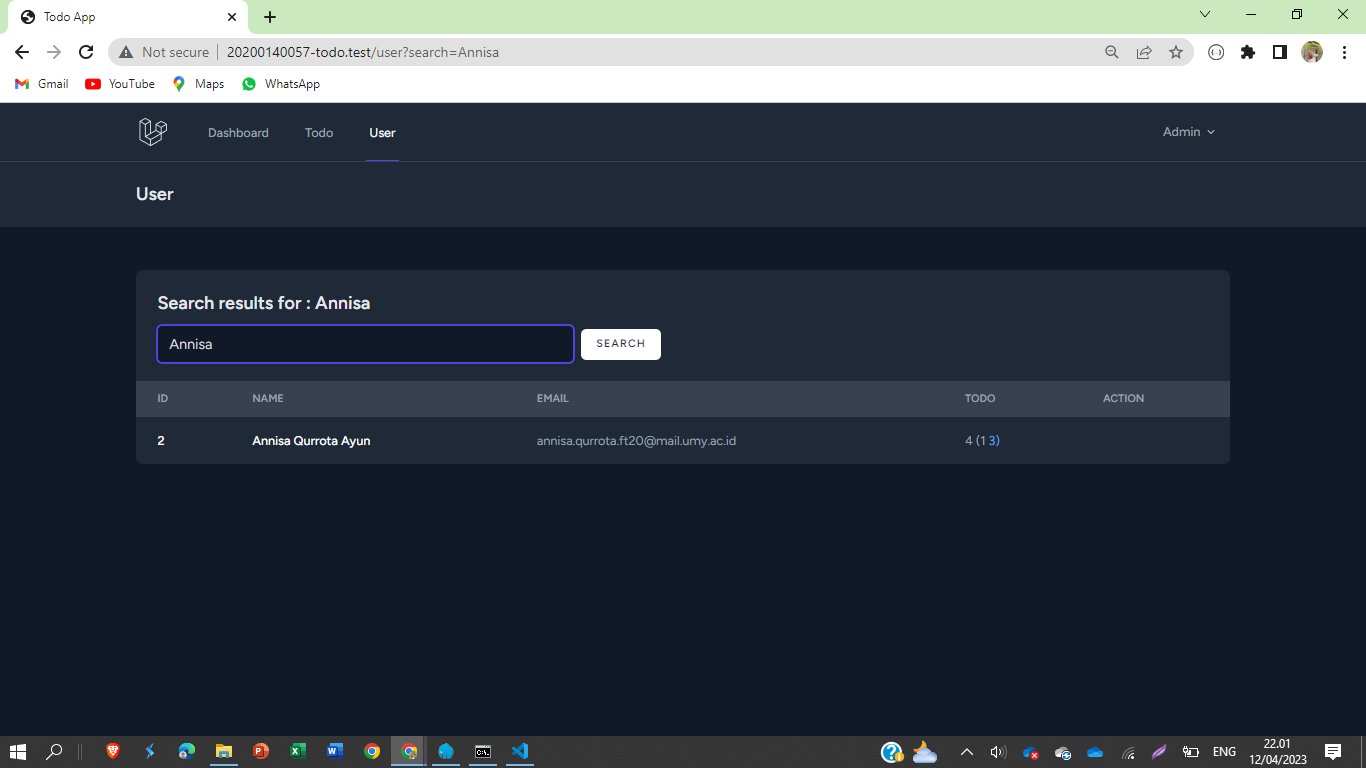 Todo App
Not secure 20200140057-todo.test/user?search=Annisa
Gmail YouTube Maps WhatsApp
Dashboard Todo User Admin
User
Search results for : Annisa
Annisa SEARCH
ID NAME EMAIL TODO ACTION
2 Annisa Qurrota Ayun annisa.qurrota.ft20@mail.umy.ac.id 4 (1 3)
ENG 22.01
12/04/2023